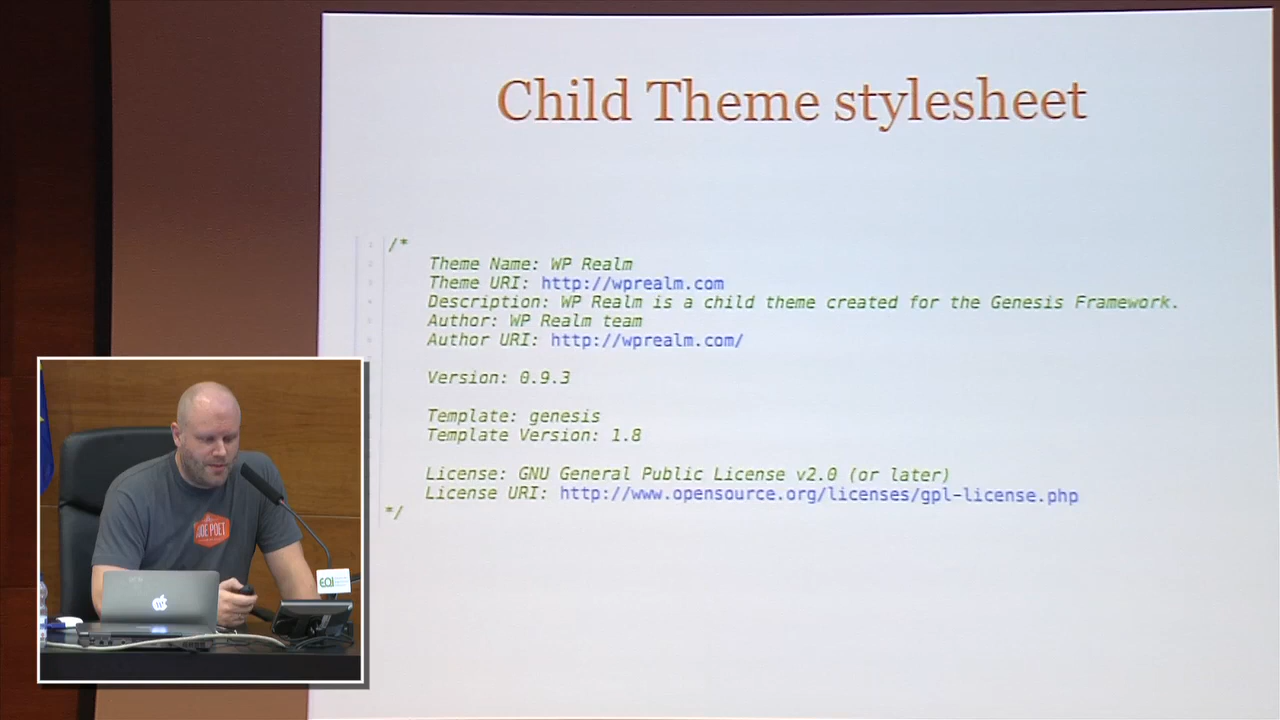 Child Theme stylesheet
/*
Theme Name: WP Realm
Theme URI: http://wprealm.com
Description: WP Realm is a child theme created for the Genesis Framework.
Author: WP Realm team
Author URI: http://wprealm.com/
Version: 0.9.3
Template: genesis
Template Version: 1.8
License: GNU General Public License v2.0 (or later)
License URI: http://www.opensource.org/licenses/gpl-license.php
*/
POET
EOI